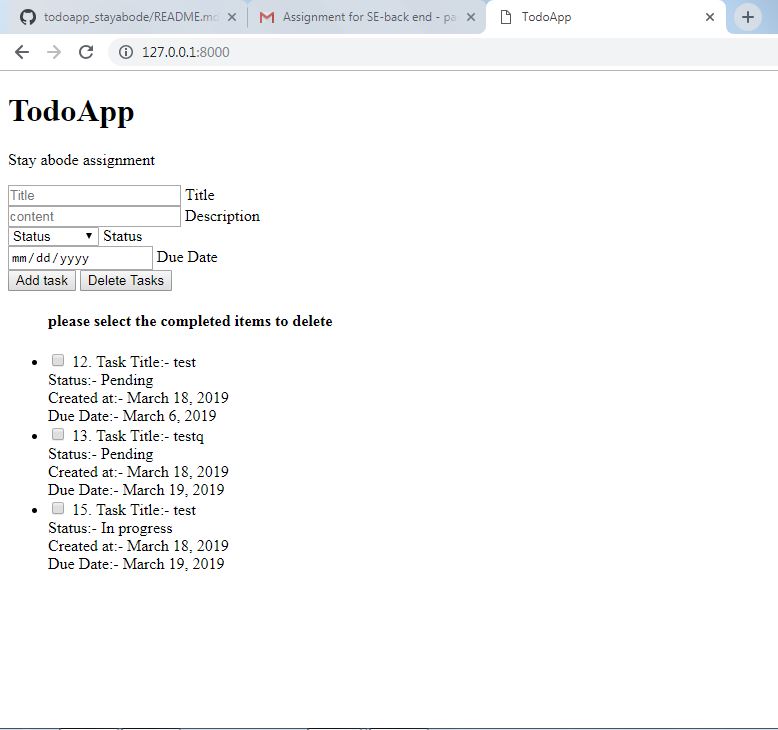 todoapp_stayabode/README.md
Assignment for SE-back end - pa
TodoApp
127.0.0.1:8000
TodoApp
Stay abode assignment
Title Title
content Description
Status Status
mm/dd/yyyy Due Date
Add task Delete Tasks
please select the completed items to delete
12. Task Title:- test
Status:- Pending
Created at:- March 18, 2019
Due Date:- March 6, 2019
13. Task Title:- testq
Status:- Pending
Created at:- March 18, 2019
Due Date:- March 19, 2019
15. Task Title:- test
Status:- In progress
Created at:- March 18, 2019
Due Date:- March 19, 2019